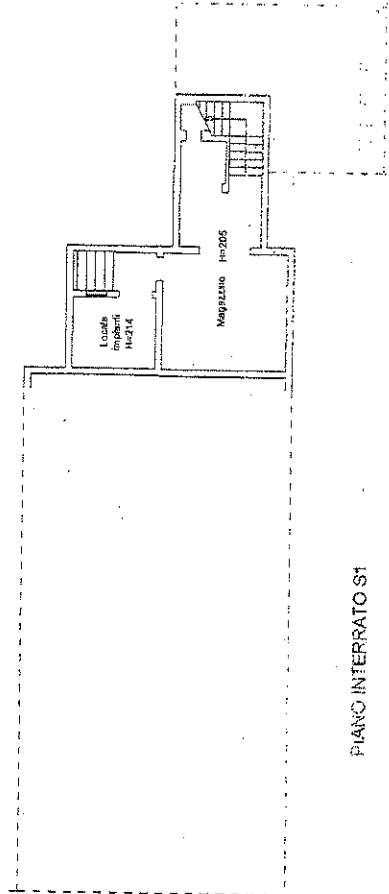 Locale
impianti
H=214
Magazzino H=205
PIANO INTERRATO S1